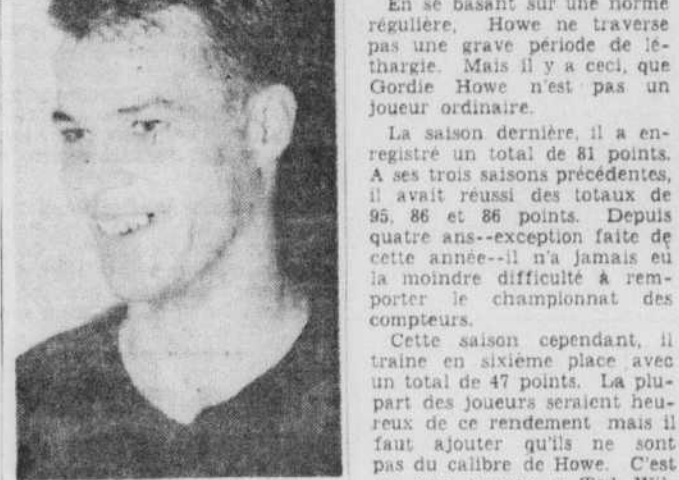 En se basant sur une norme
régulière, Howe ne traverse
pas une grave période de lé-
thargie. Mais il y a ceci, que
Gordie Howe n'est pas un
joueur ordinaire.
La saison dernière, il a en-
registré un total de 81 points.
A ses trois saisons précédentes,
il avait réussi des totaux de
95, 86 et 86 points. Depuis
quatre ans--exception faite de
cette année--il n'a jamais eu
la moindre difficulté à rem-
porter le championnat des
compteurs.
Cette saison cependant, il
traine en sixième place avec
un total de 47 points. La plu-
part des joueurs seraient heu-
reux de ce rendement mais il
faut ajouter qu'ils ne sont
pas du calibre de Howe. C'est